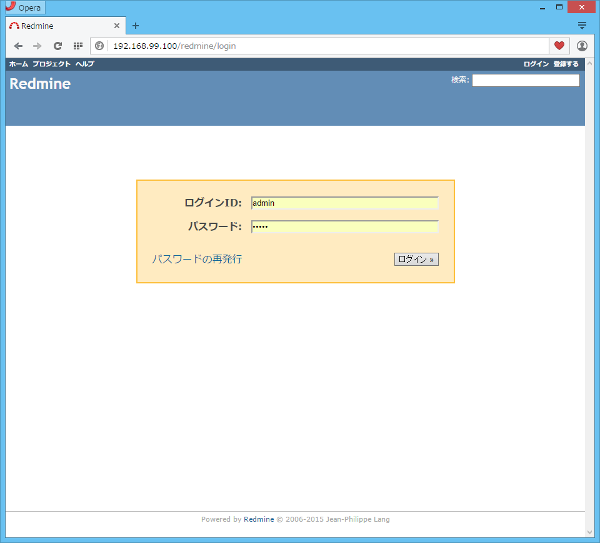 Opera
Redmine
192.168.99.100/redmine/login
ホーム プロジェクト ヘルプ ログイン 登録する
Redmine 検索:
ログインID: admin
パスワード: •••••
パスワードの再発行 ログイン »
Powered by Redmine © 2006-2015 Jean-Philippe Lang